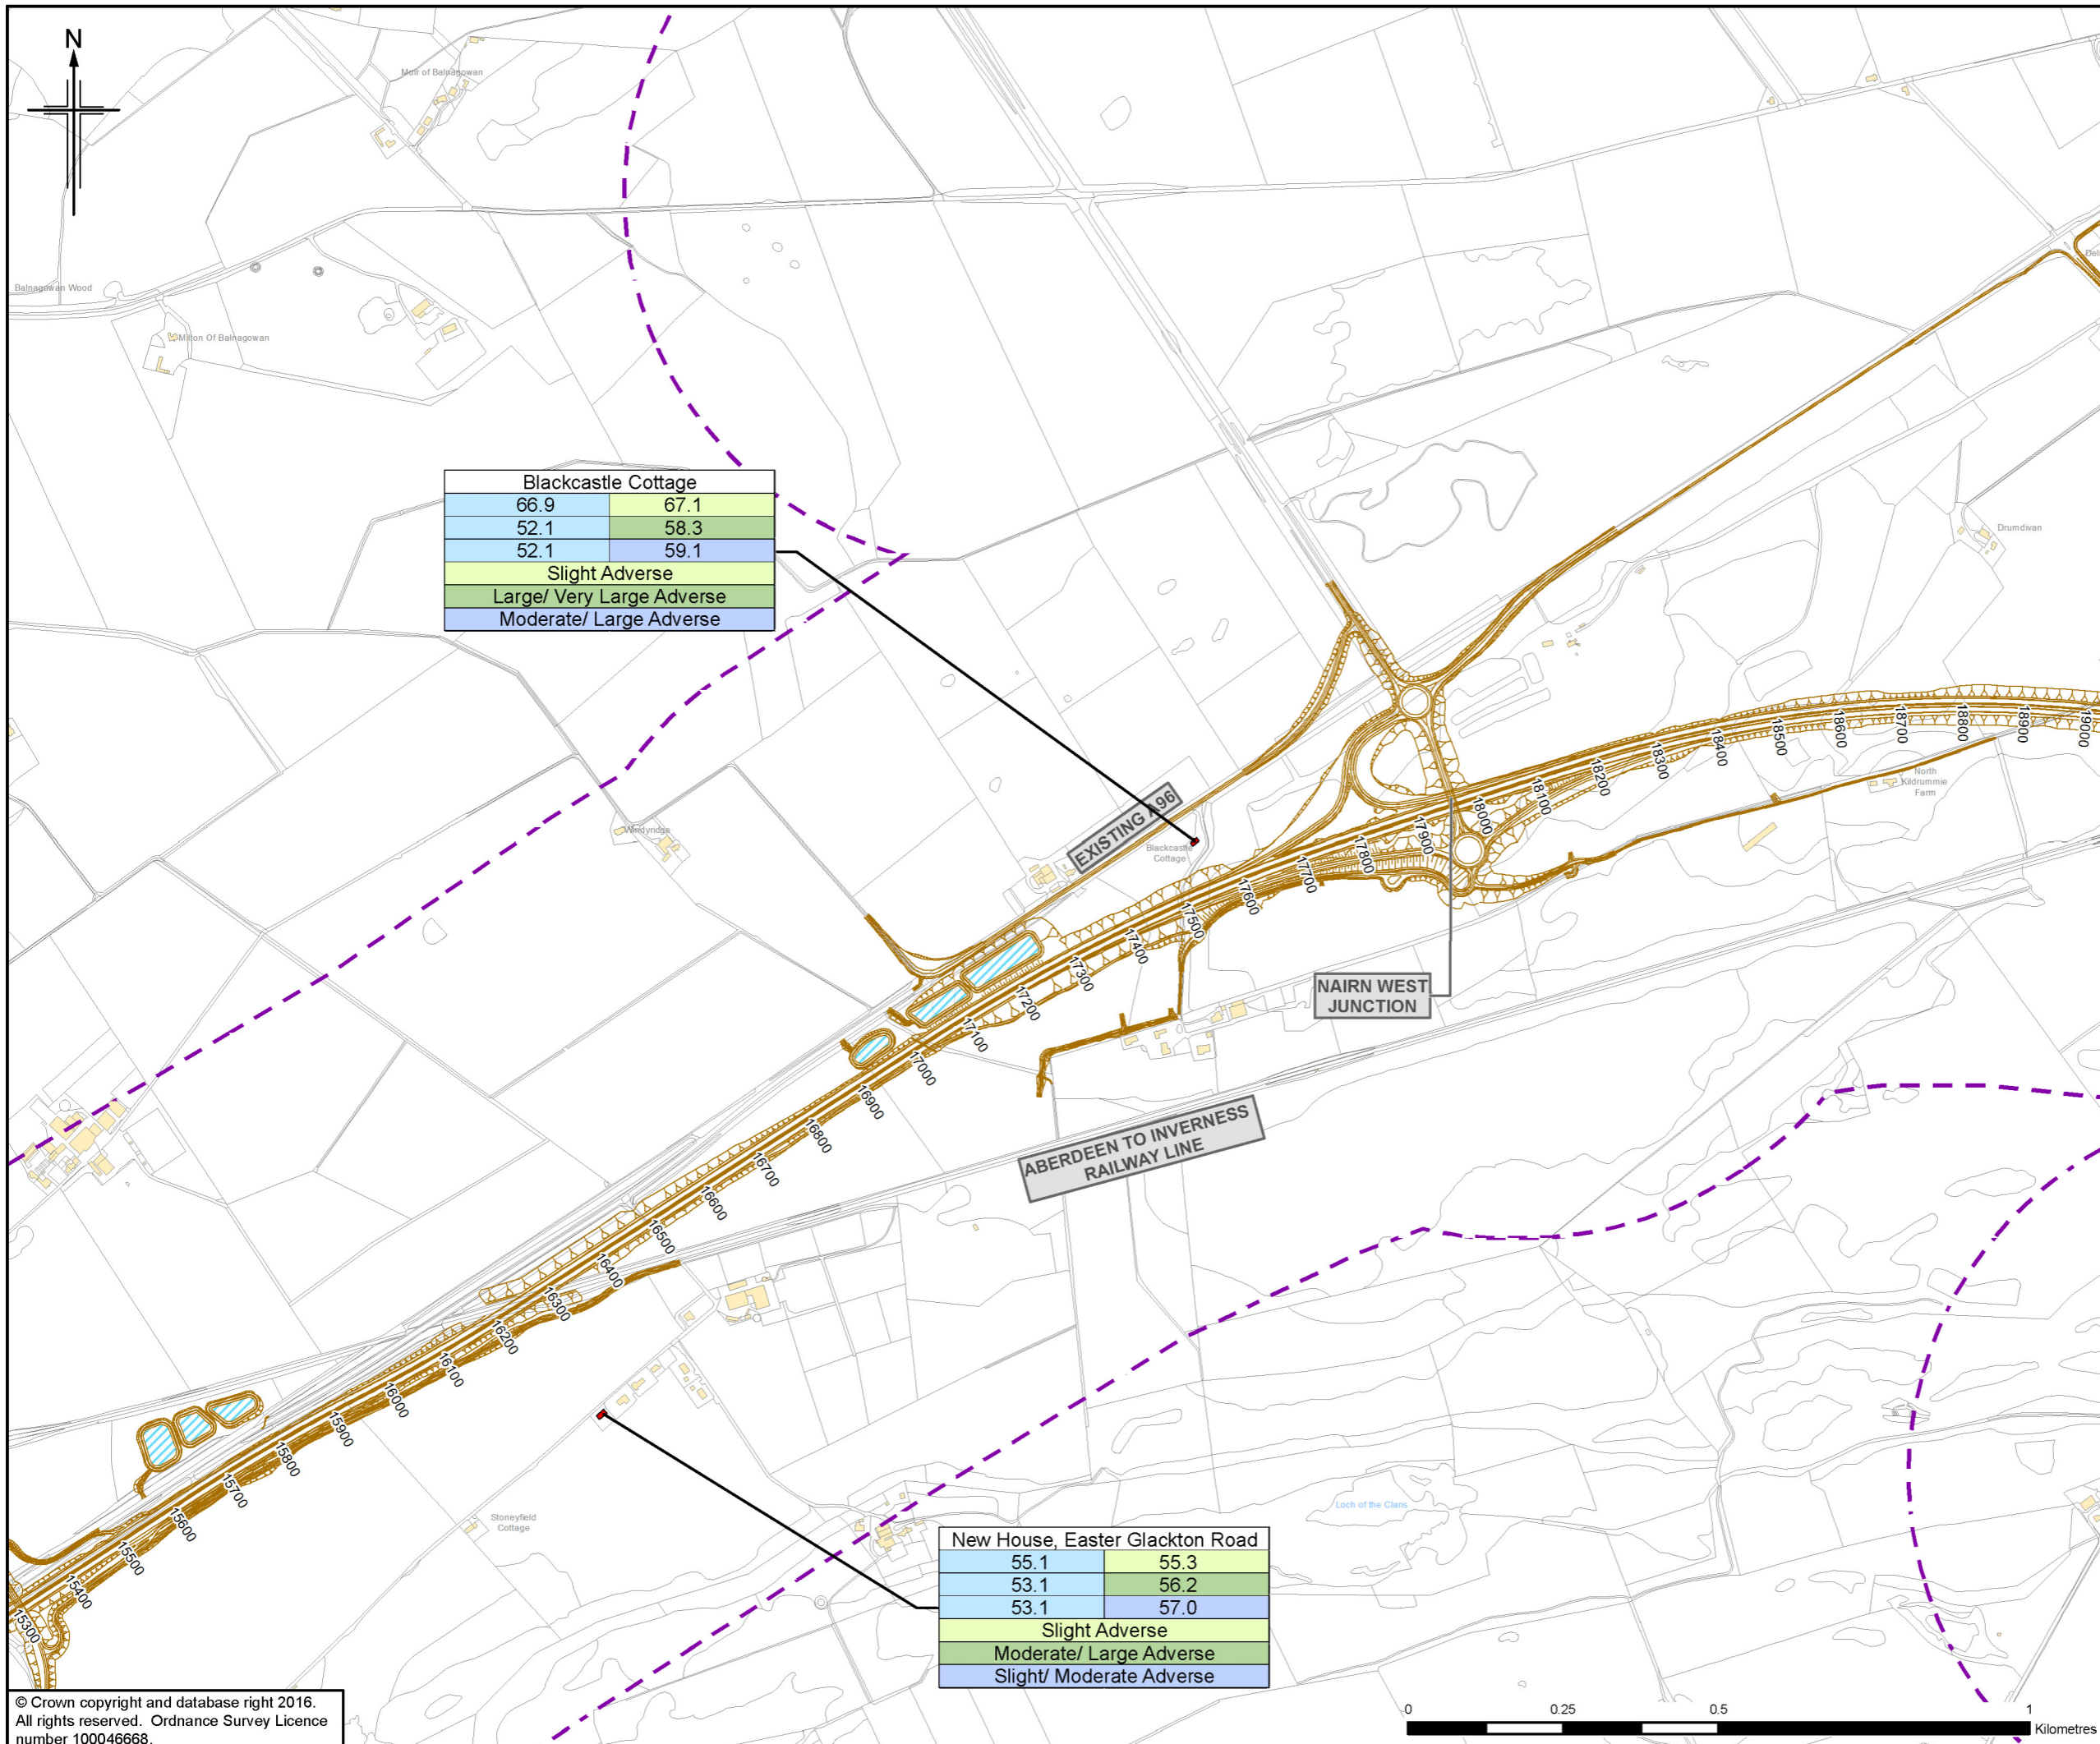 N
Muir of Balnagowan
Balnagowan Wood
Milton Of Balnagowan
Blackcastle Cottage
66.9 67.1
52.1 58.3
52.1 59.1
Slight Adverse
Large/ Very Large Adverse
Moderate/ Large Adverse
Drumdivan
Windyridge
EXISTING A96
Blackcastle
Cottage
North
Kildrummie
Farm
NAIRN WEST
JUNCTION
ABERDEEN TO INVERNESS
RAILWAY LINE
15300
15400
15500
15600
15700
15800
15900
16000
16100
16200
16300
16400
16500
16600
16700
16800
16900
17000
17100
17200
17300
17400
17500
17600
17700
17800
17900
18000
18100
18200
18300
18400
18500
18600
18700
18800
18900
19000
Stoneyfield
Cottage
Loch of the Clans
New House, Easter Glackton Road
55.1 55.3
53.1 56.2
53.1 57.0
Slight Adverse
Moderate/ Large Adverse
Slight/ Moderate Adverse
© Crown copyright and database right 2016.
All rights reserved. Ordnance Survey Licence
number 100046668.
0 0.25 0.5 1
Kilometres